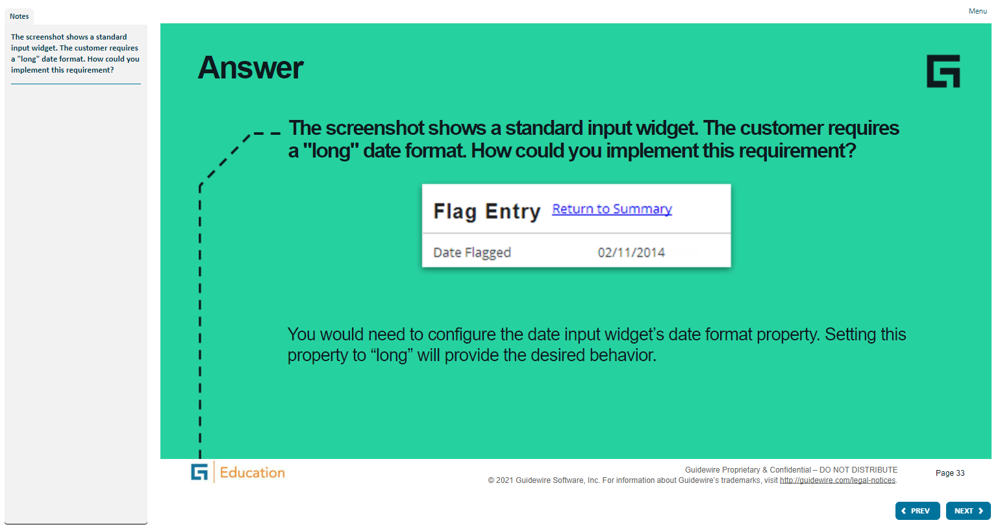 Notes
Menu
The screenshot shows a standard
input widget. The customer requires
a "long" date format. How could you
implement this requirement?
Answer
The screenshot shows a standard input widget. The customer requires
a "long" date format. How could you implement this requirement?
Flag Entry Return to Summary
Date Flagged 02/11/2014
You would need to configure the date input widget’s date format property. Setting this
property to “long” will provide the desired behavior.
Education
Guidewire Proprietary & Confidential – DO NOT DISTRIBUTE
© 2021 Guidewire Software, Inc. For information about Guidewire’s trademarks, visit http://guidewire.com/legal-notices.
Page 33
PREV
NEXT